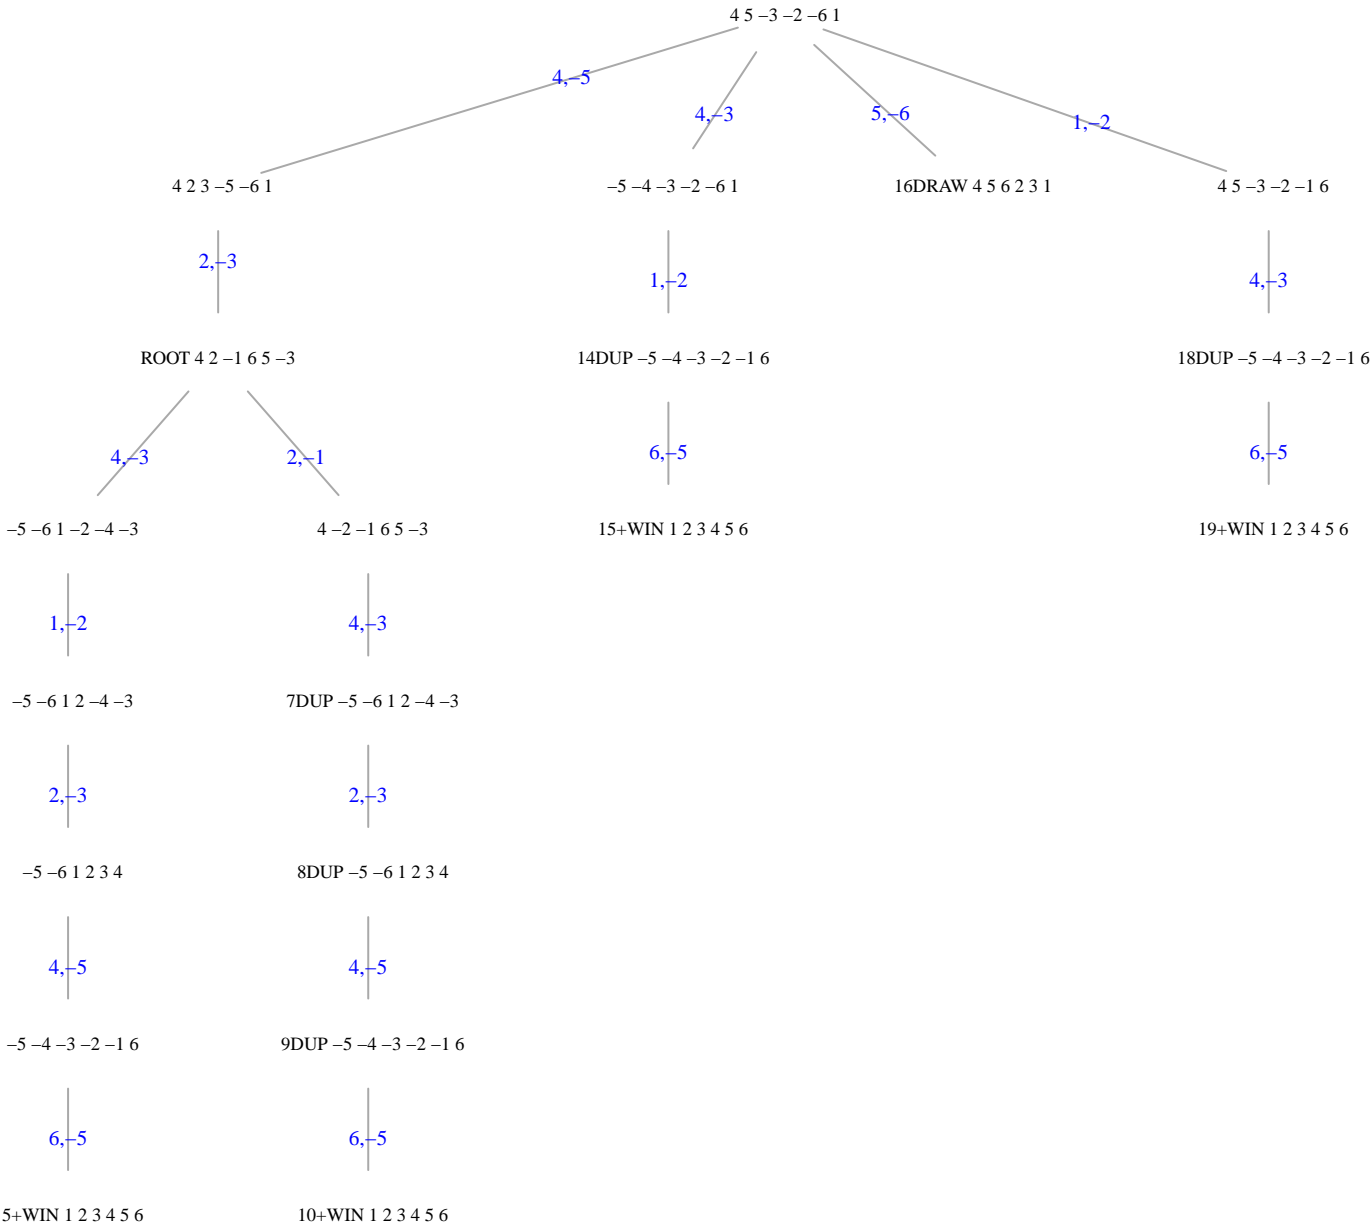 4 5 –3 –2 –6 1
4,–5
4,–3
5,–6
1,–2
4 2 3 –5 –6 1
–5 –4 –3 –2 –6 1
16DRAW 4 5 6 2 3 1
4 5 –3 –2 –1 6
2,–3
1,–2
4,–3
ROOT 4 2 –1 6 5 –3
14DUP –5 –4 –3 –2 –1 6
18DUP –5 –4 –3 –2 –1 6
4,–3
2,–1
6,–5
6,–5
–5 –6 1 –2 –4 –3
4 –2 –1 6 5 –3
15+WIN 1 2 3 4 5 6
19+WIN 1 2 3 4 5 6
1,–2
4,–3
–5 –6 1 2 –4 –3
7DUP –5 –6 1 2 –4 –3
2,–3
2,–3
–5 –6 1 2 3 4
8DUP –5 –6 1 2 3 4
4,–5
4,–5
–5 –4 –3 –2 –1 6
9DUP –5 –4 –3 –2 –1 6
6,–5
6,–5
5+WIN 1 2 3 4 5 6
10+WIN 1 2 3 4 5 6